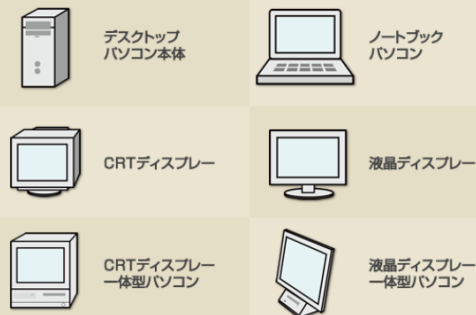 デスクトップ
パソコン本体
ノートブック
パソコン
CRTディスプレー
液晶ディスプレー
CRTディスプレー
一体型パソコン
液晶ディスプレー
一体型パソコン